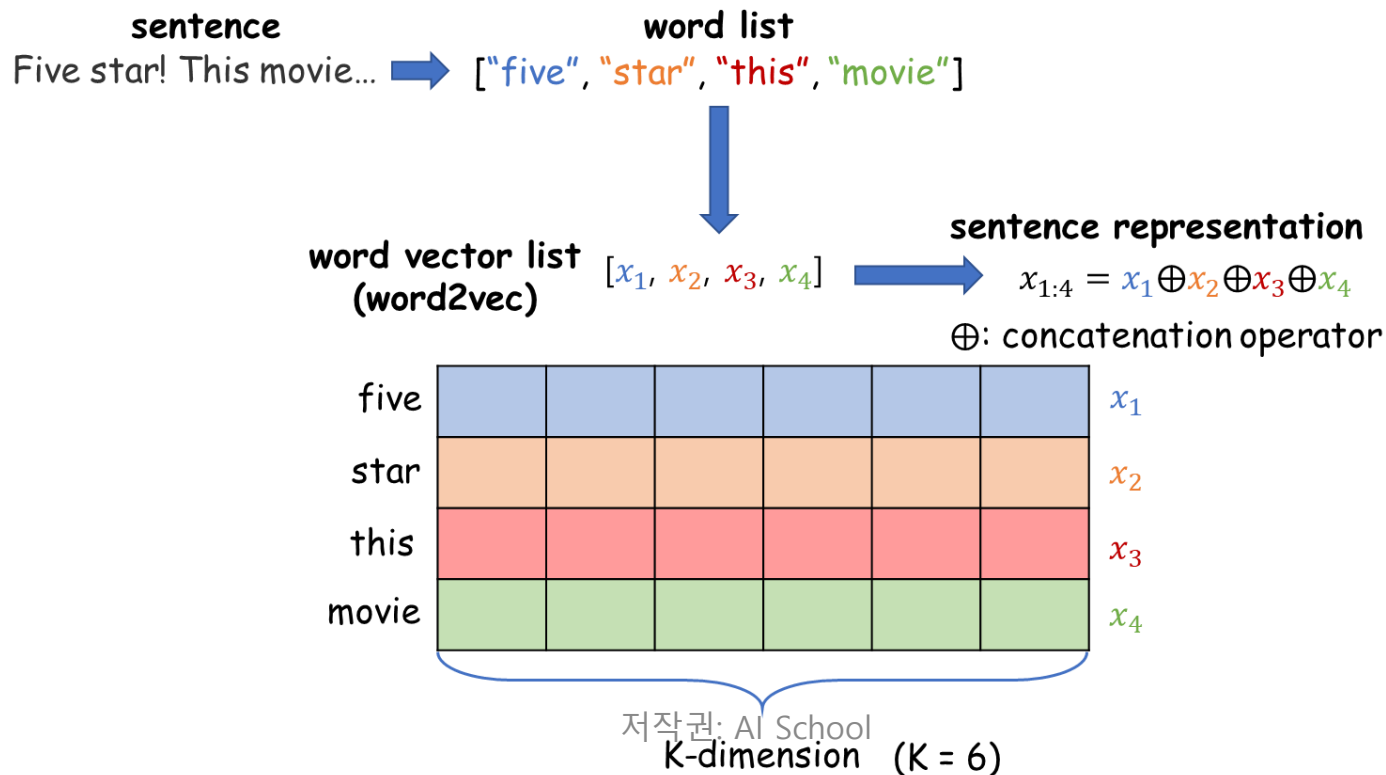 sentence
Five star! This movie...
word list
["five", "star", "this", "movie"]
word vector list
(word2vec)
[x₁, x₂, x₃, x₄]
sentence representation
x₁:₄ = x₁⊕x₂⊕x₃⊕x₄
⊕: concatenation operator
five x₁
star x₂
this x₃
movie x₄
저작권: AI School
K-dimension (K = 6)